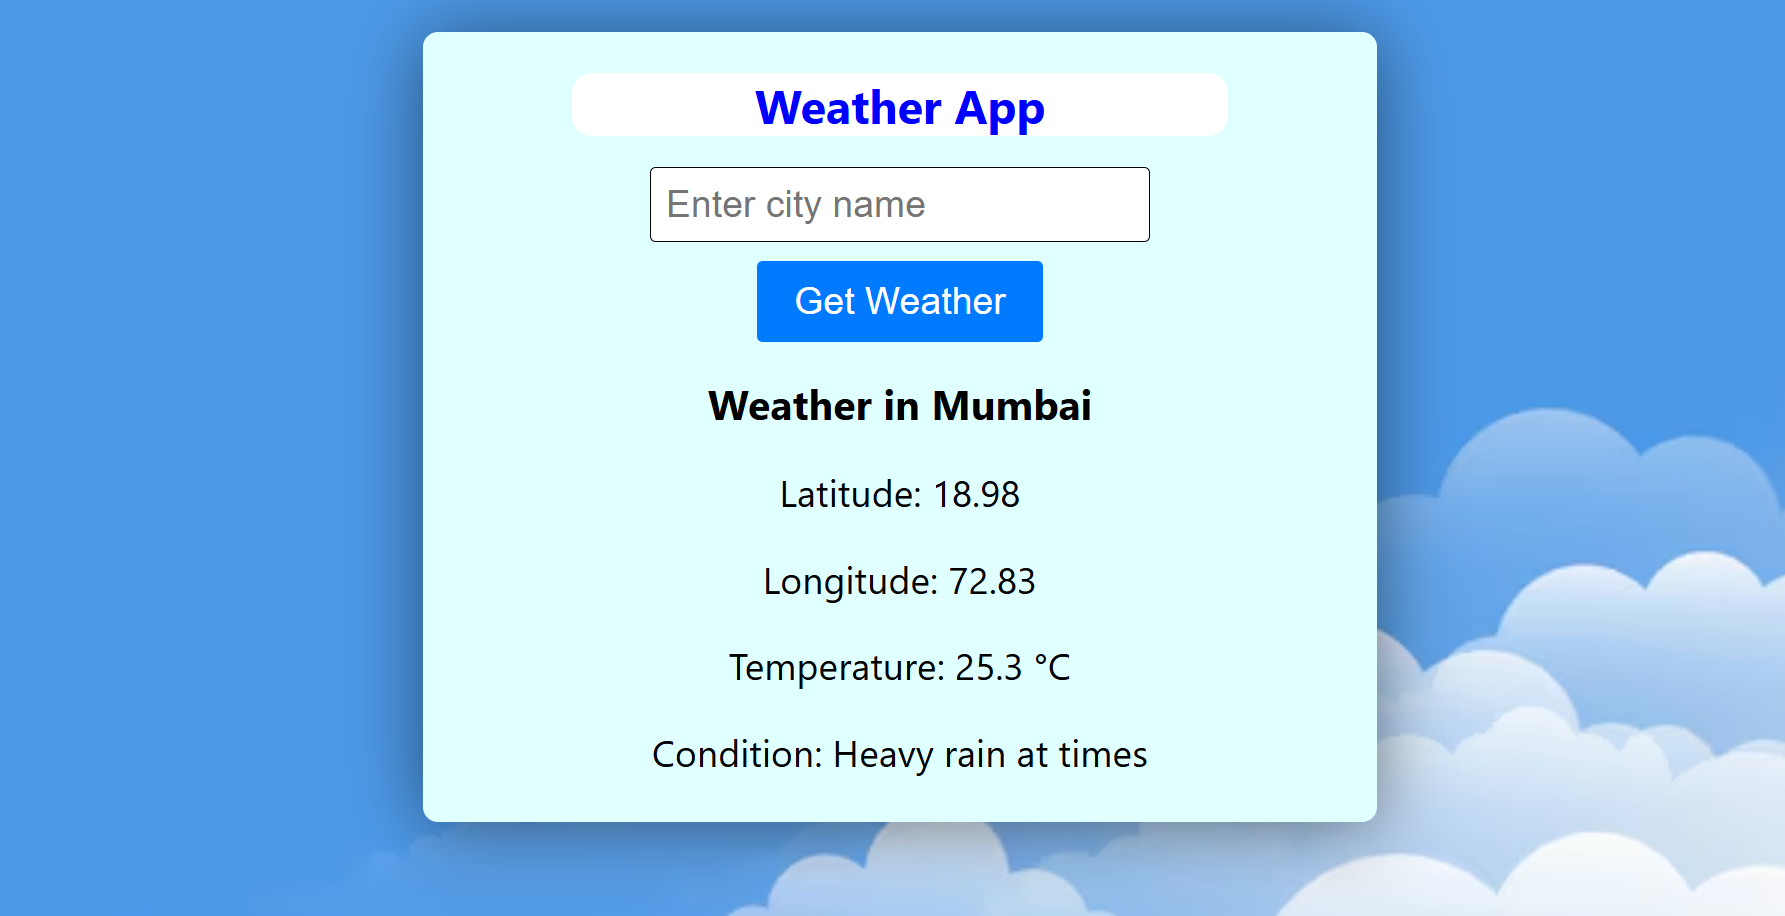 Weather App
Enter city name
Get Weather
Weather in Mumbai
Latitude: 18.98
Longitude: 72.83
Temperature: 25.3 °C
Condition: Heavy rain at times